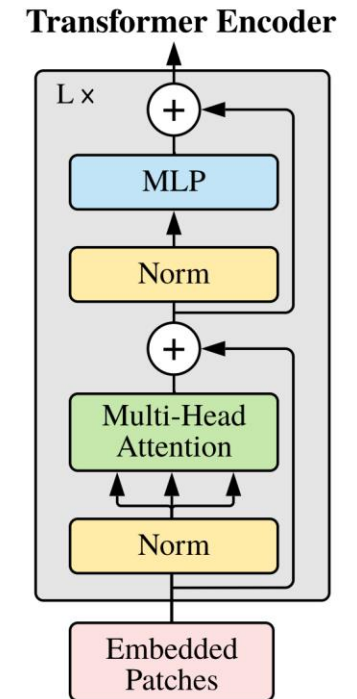 Transformer Encoder
L ×
+
MLP
Norm
+
Multi-Head
Attention
Norm
Embedded
Patches